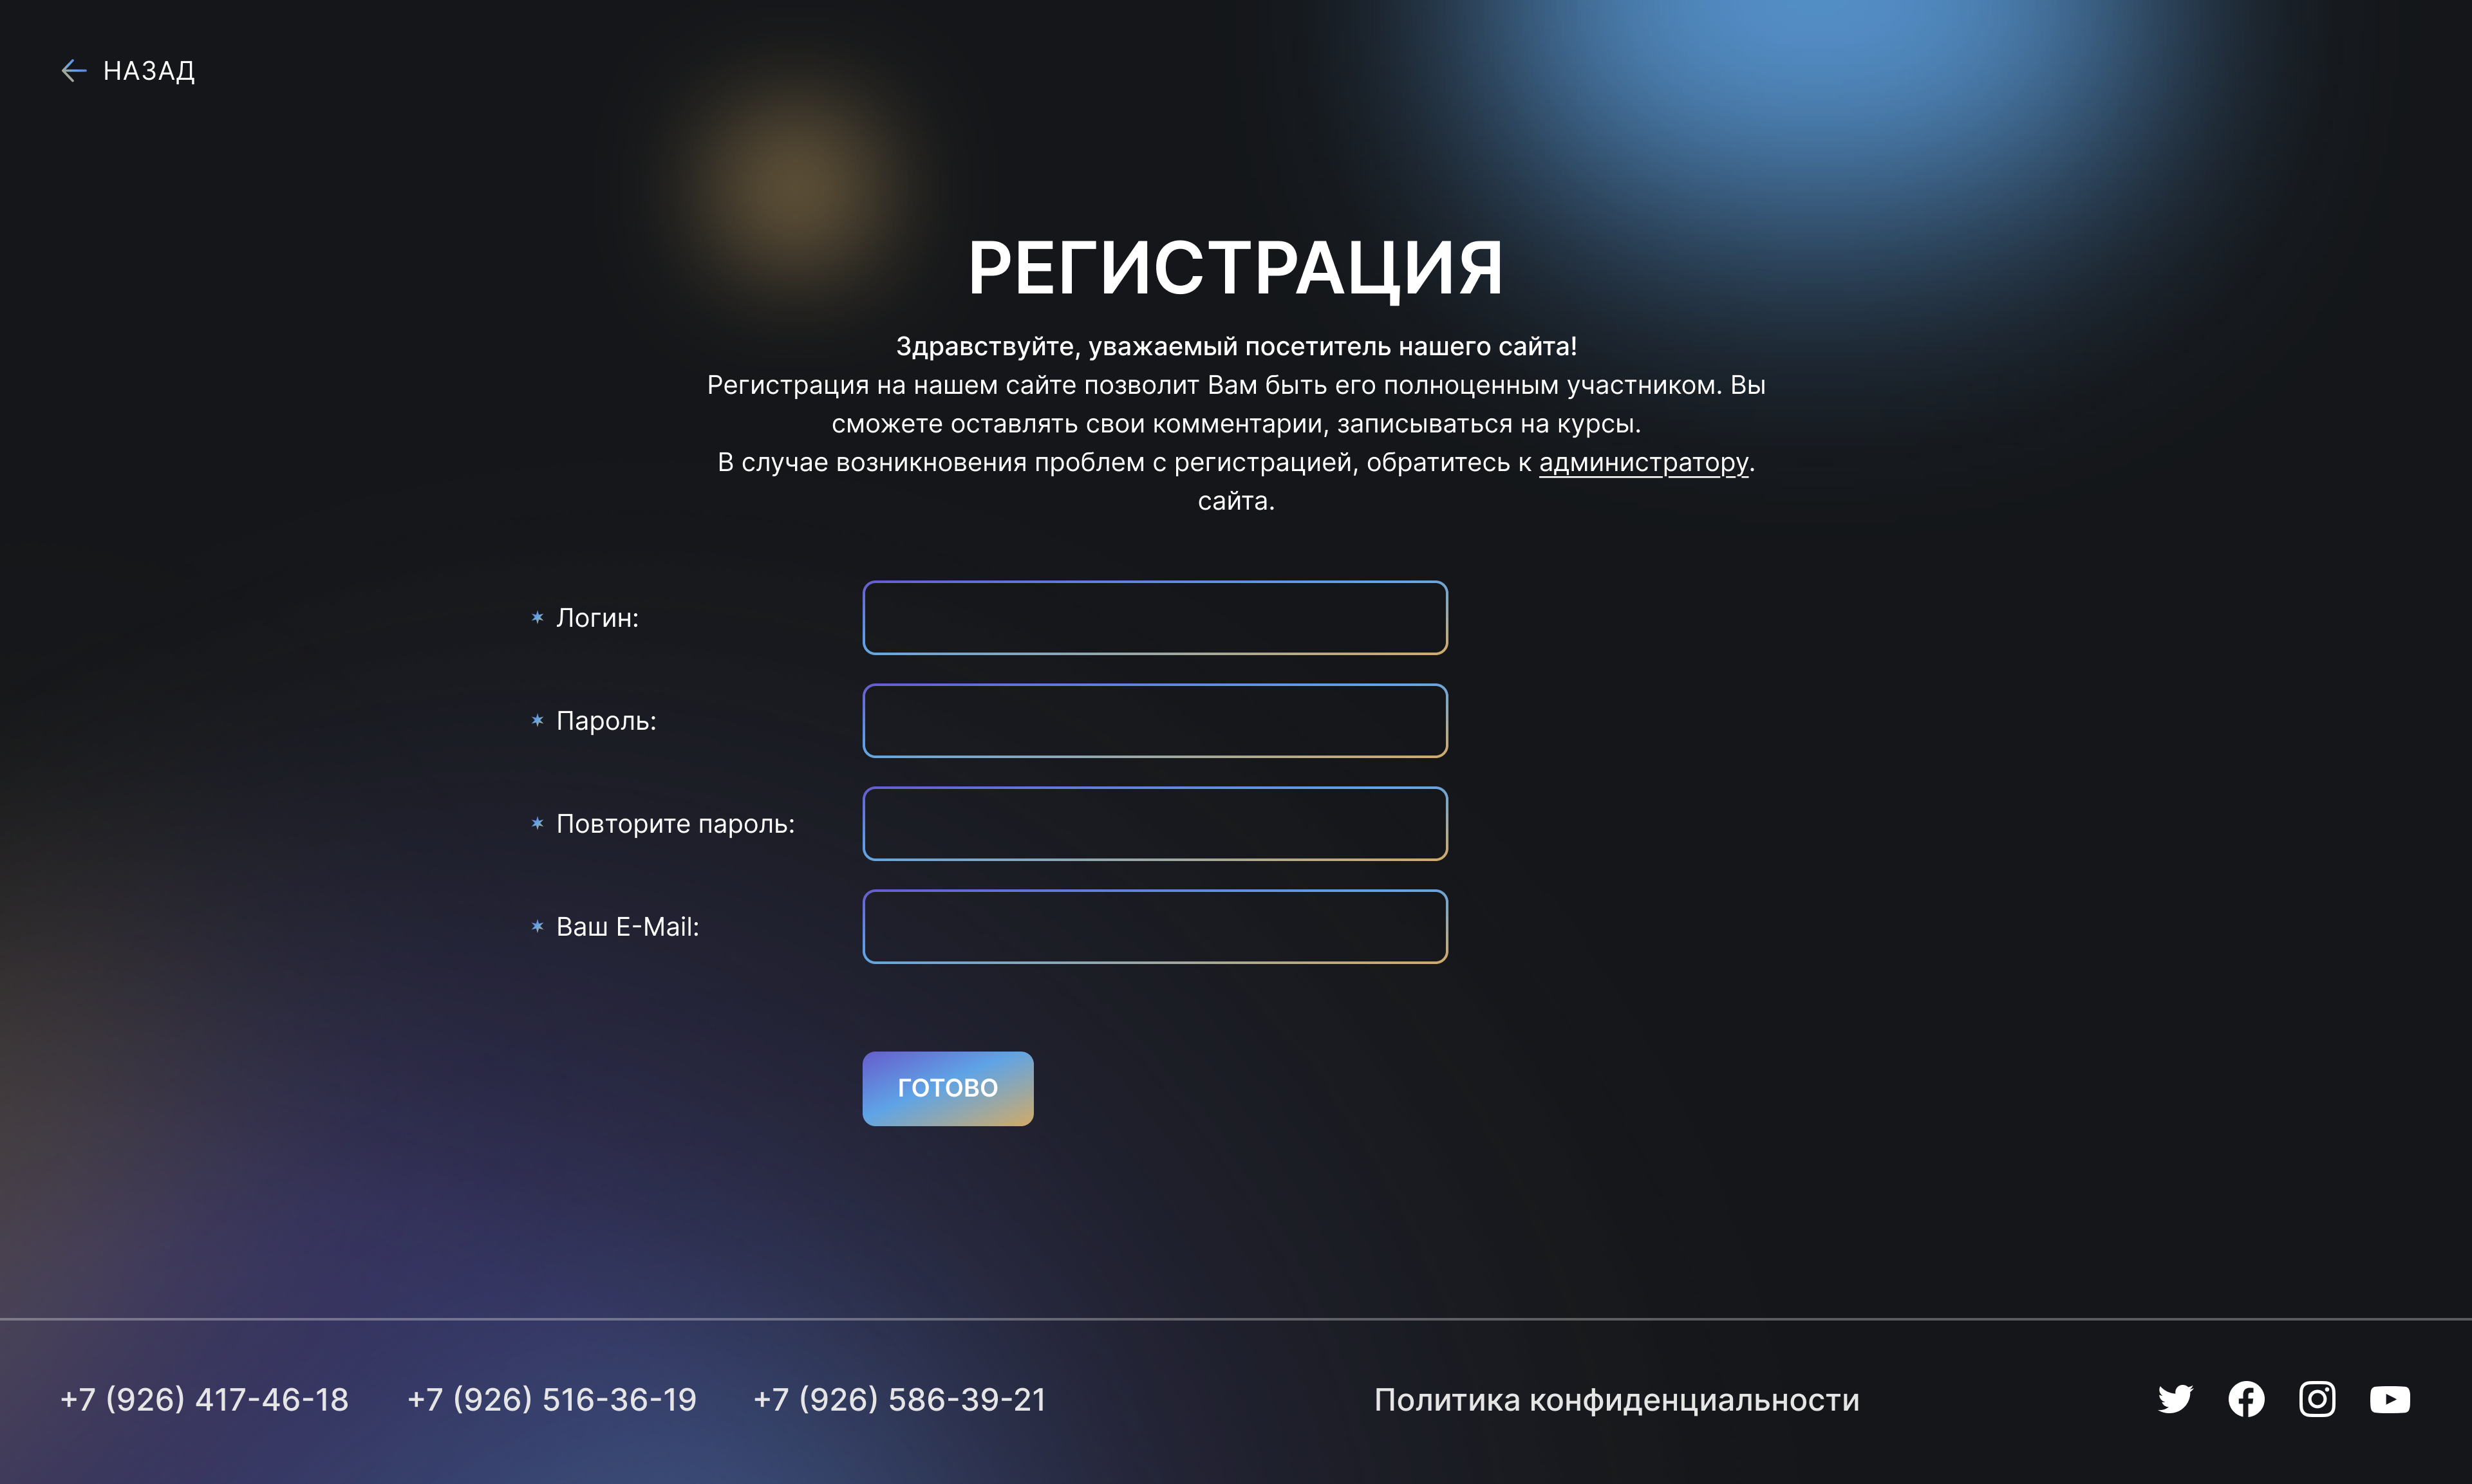 НАЗАД
РЕГИСТРАЦИЯ
Здравствуйте, уважаемый посетитель нашего сайта!
Регистрация на нашем сайте позволит Вам быть его полноценным участником. Вы
сможете оставлять свои комментарии, записываться на курсы.
В случае возникновения проблем с регистрацией, обратитесь к администратору.
сайта.
* Логин:
* Пароль:
* Повторите пароль:
* Ваш E-Mail:
ГОТОВО
+7 (926) 417-46-18 +7 (926) 516-36-19 +7 (926) 586-39-21 Политика конфиденциальности